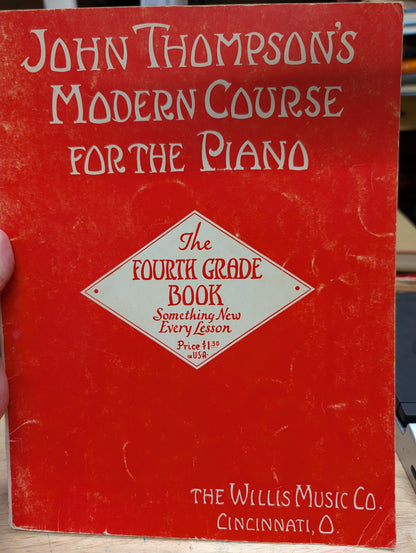 John Thompson's
Modern Course
for the Piano
The
Fourth Grade
Book
Something New
Every Lesson
Price $1.50
in USA
The Willis Music Co.
Cincinnati, O.